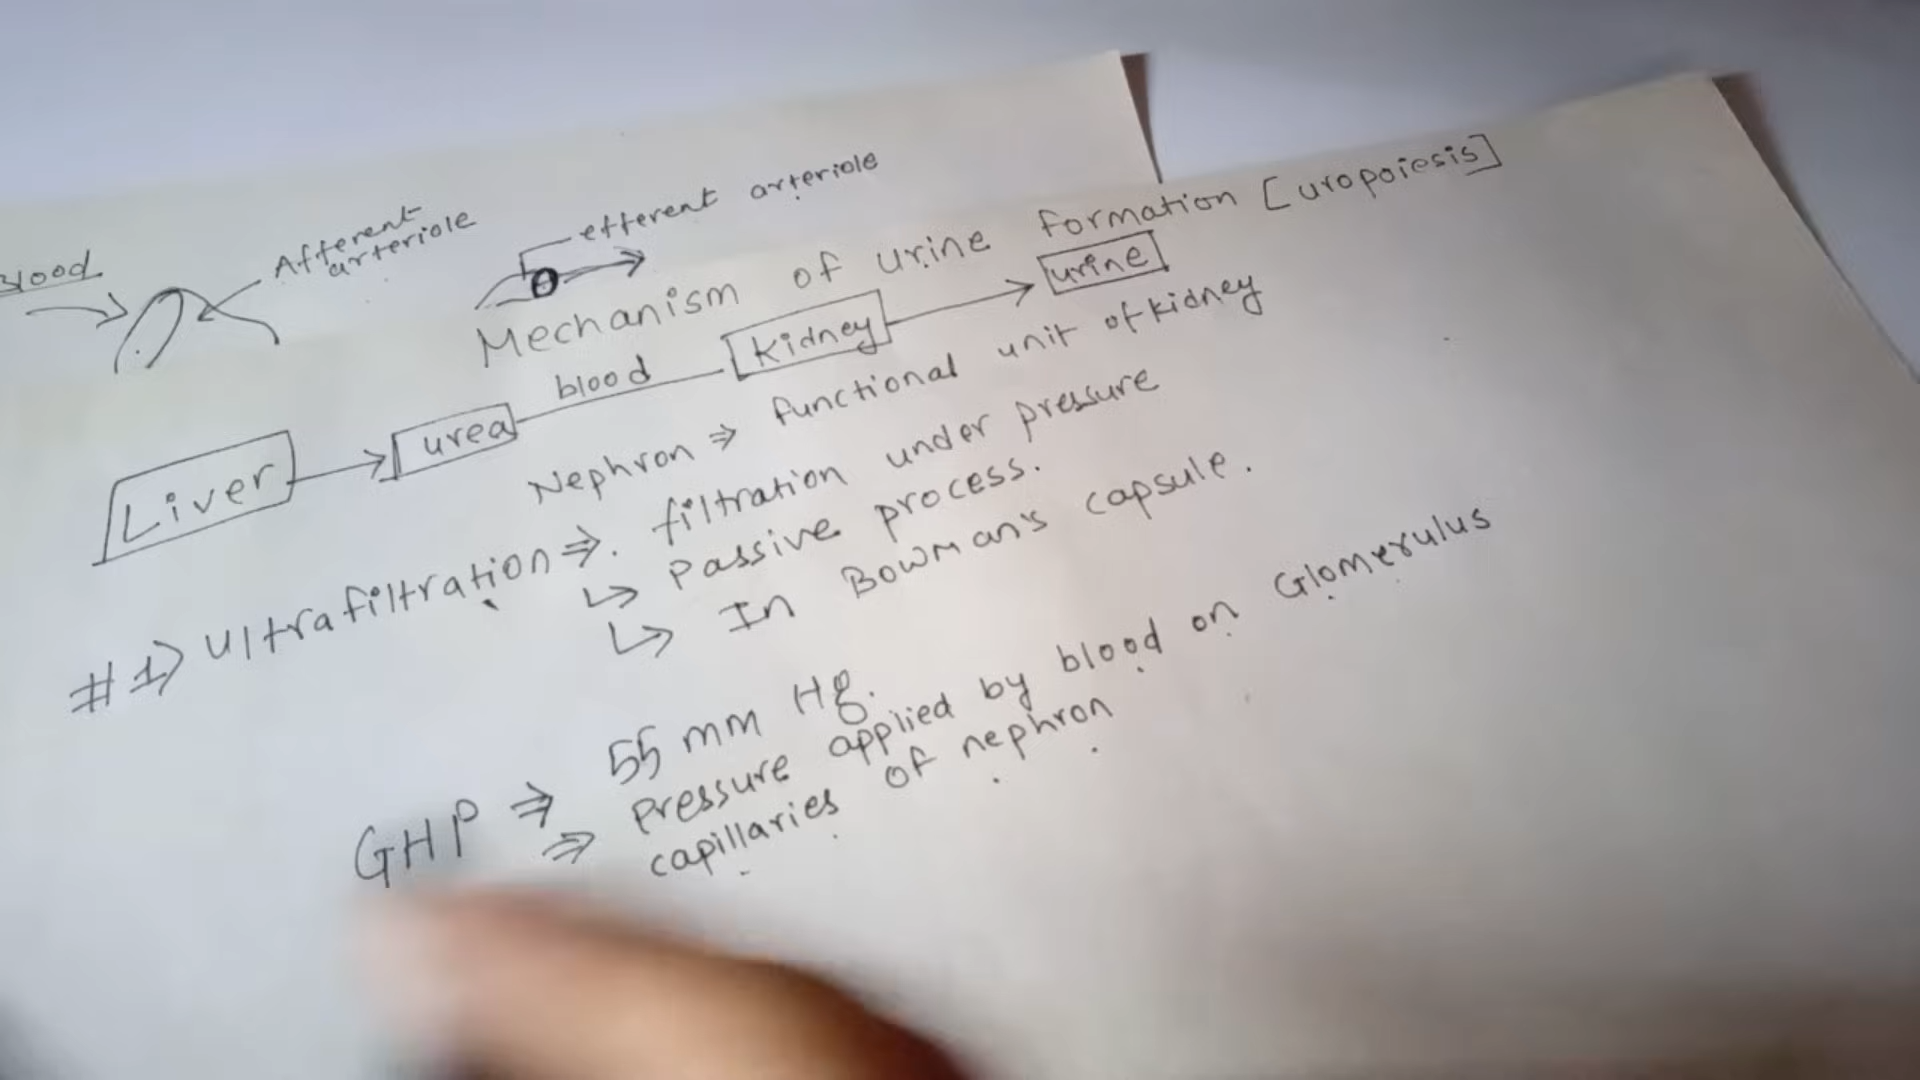 Blood
Afferent
arteriole
efferent arteriole
Mechanism of urine formation [uropoiesis]
Liver
urea
blood
Kidney
urine
Nephron ⇒ functional unit of kidney
#1) Ultrafiltration ⇒. filtration under pressure
↳ Passive process.
↳ In Bowman's capsule.
GHP ⇒ 55 mm Hg.
⇒ Pressure applied by blood on Glomerulus
capillaries of nephron